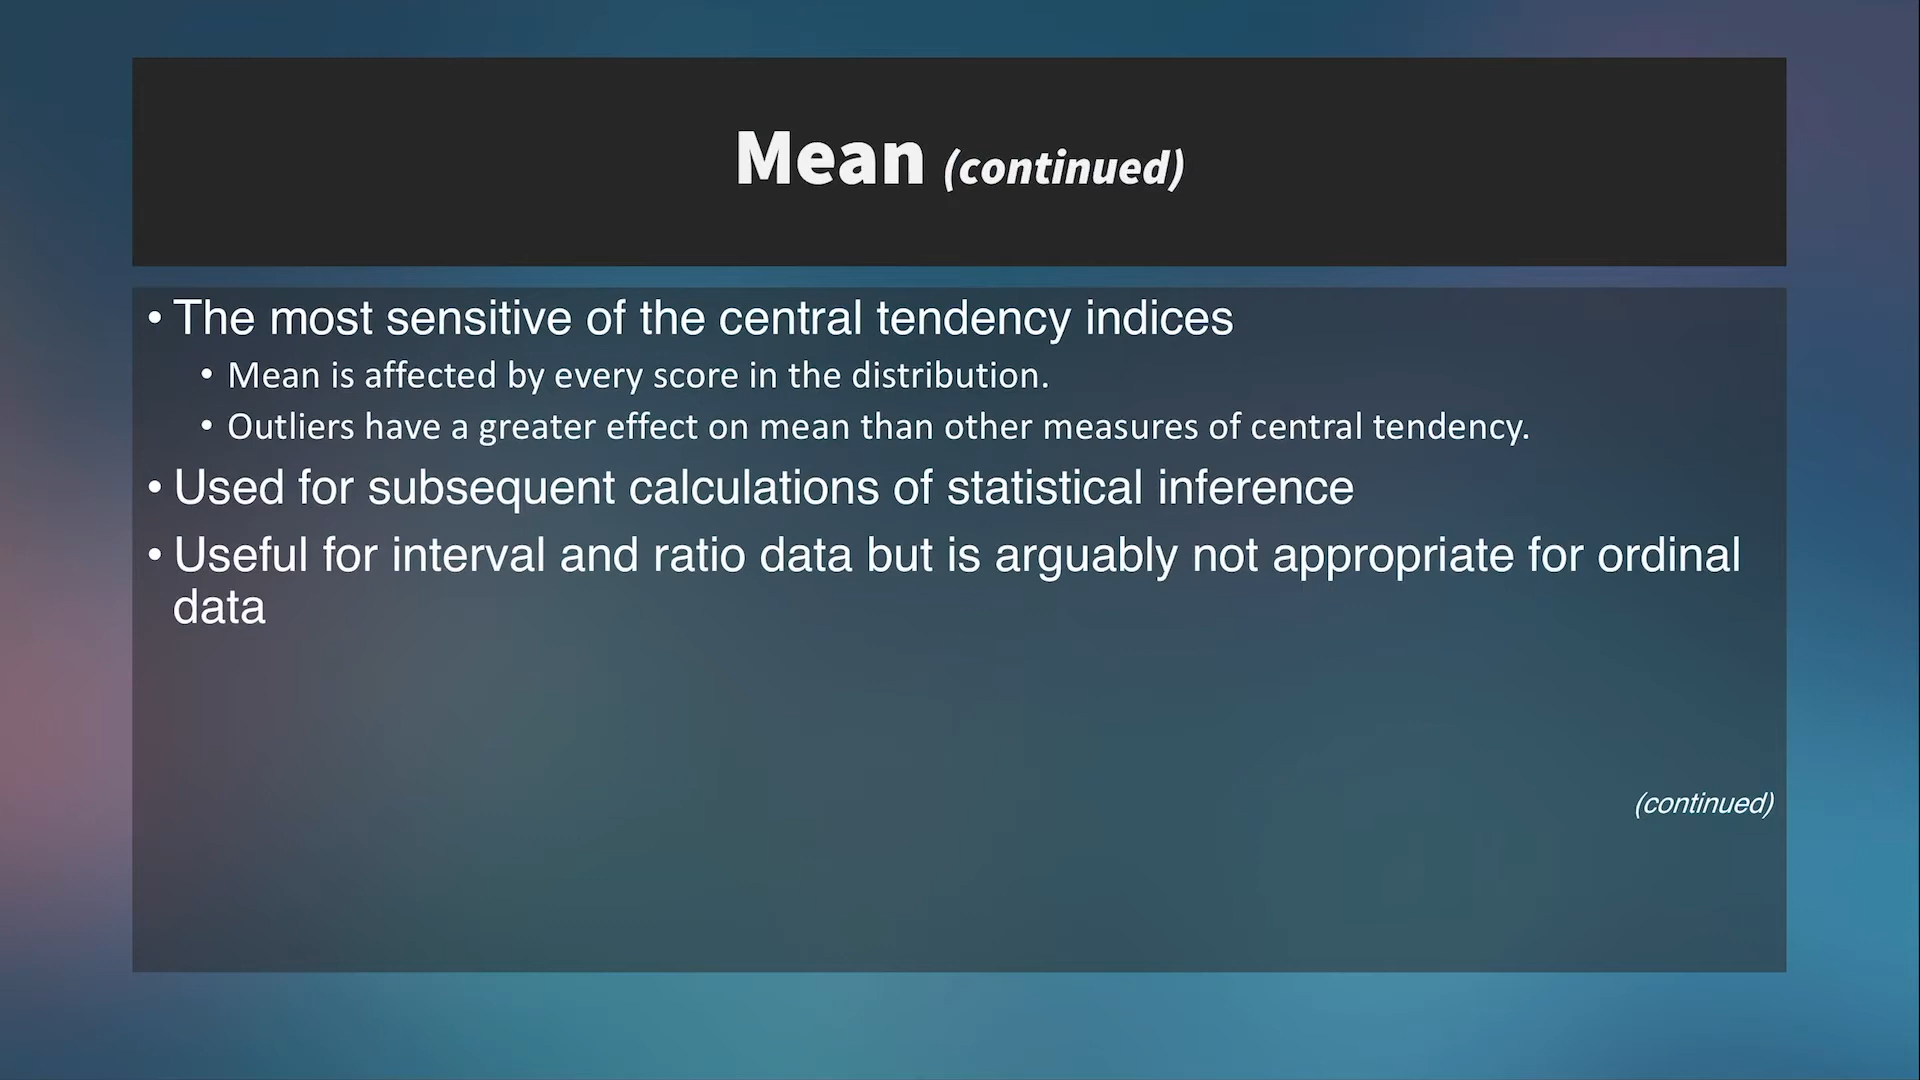 Mean (continued)
• The most sensitive of the central tendency indices
• Mean is affected by every score in the distribution.
• Outliers have a greater effect on mean than other measures of central tendency.
• Used for subsequent calculations of statistical inference
• Useful for interval and ratio data but is arguably not appropriate for ordinal
data
(continued)